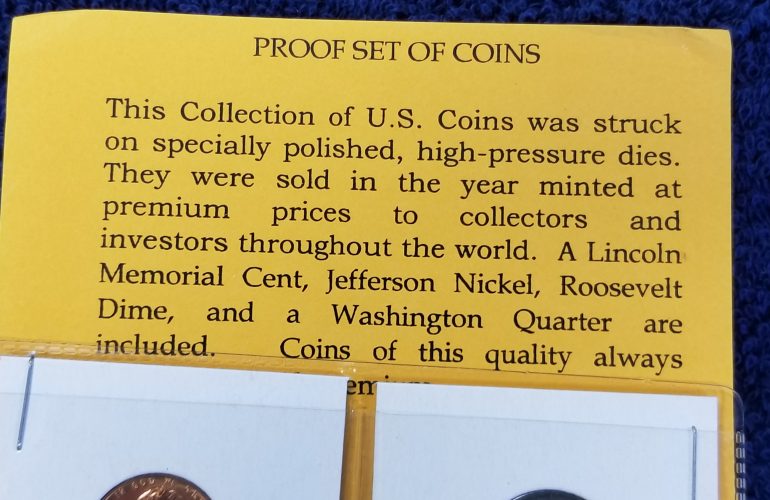 PROOF SET OF COINS
This Collection of U.S. Coins was struck
on specially polished, high-pressure dies.
They were sold in the year minted at
premium prices to collectors and
investors throughout the world. A Lincoln
Memorial Cent, Jefferson Nickel, Roosevelt
Dime, and a Washington Quarter are
included. Coins of this quality always